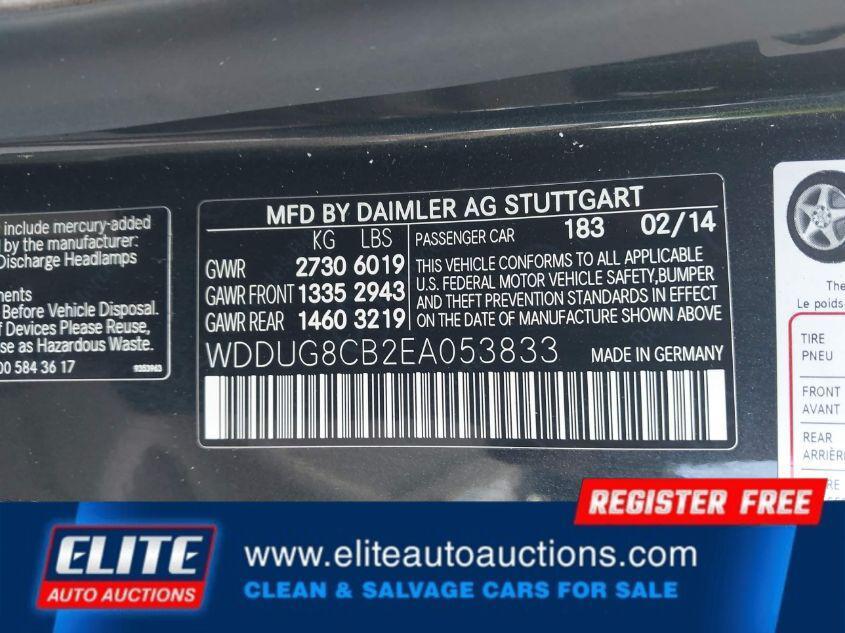 include mercury-added
d by the manufacturer:
Discharge Headlamps
nents
Before Vehicle Disposal.
f Devices Please Reuse,
se as Hazardous Waste.
00 584 36 17
MFD BY DAIMLER AG STUTTGART
KG LBS PASSENGER CAR 183 02/14
GVWR 2730 6019
GAWR FRONT 1335 2943
GAWR REAR 1460 3219
THIS VEHICLE CONFORMS TO ALL APPLICABLE
U.S. FEDERAL MOTOR VEHICLE SAFETY,BUMPER
AND THEFT PREVENTION STANDARDS IN EFFECT
ON THE DATE OF MANUFACTURE SHOWN ABOVE
WDDUG8CB2EA053833 MADE IN GERMANY
The
Le poids
TIRE
PNEU
FRONT
AVANT
REAR
ARRIÈR
REGISTER FREE
ELITE
AUTO AUCTIONS
www.eliteautoauctions.com
CLEAN & SALVAGE CARS FOR SALE